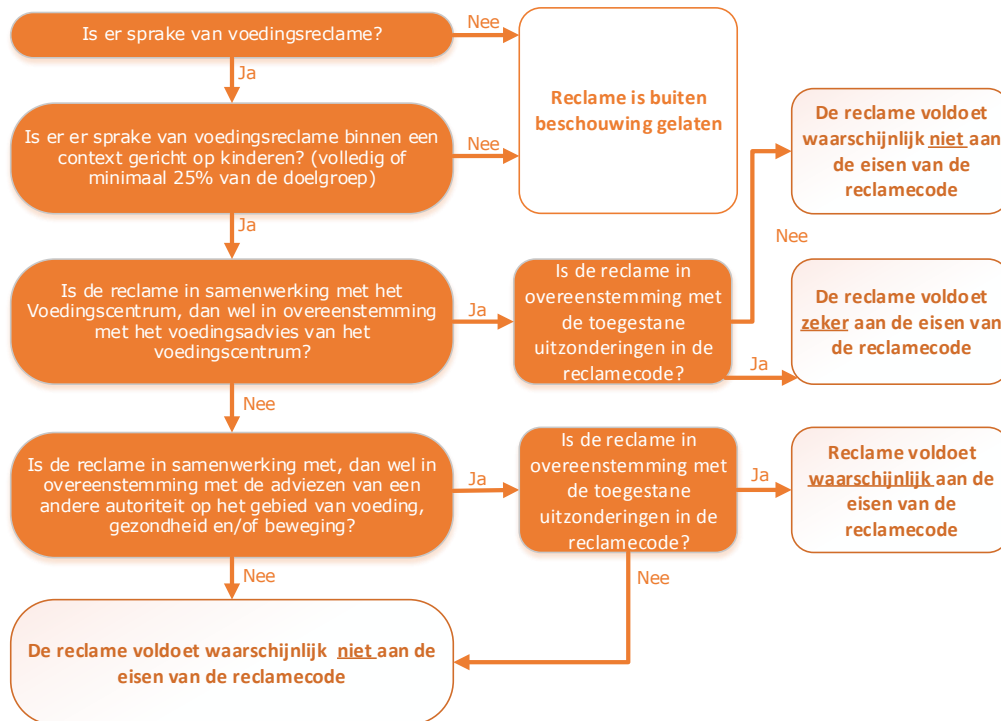 Is er sprake van voedingsreclame?
Nee
Ja
Reclame is buiten
beschouwing gelaten
Is er er sprake van voedingsreclame binnen een
context gericht op kinderen? (volledig of
minimaal 25% van de doelgroep)
Nee
Ja
De reclame voldoet
waarschijnlijk niet aan
de eisen van de
reclamecode
Nee
Is de reclame in samenwerking met het
Voedingscentrum, dan wel in overeenstemming
met het voedingsadvies van het
voedingscentrum?
Ja
Is de reclame in
overeenstemming met
de toegestane
uitzonderingen in de
reclamecode?
De reclame voldoet
zeker aan de eisen van
de reclamecode
Ja
Nee
Is de reclame in samenwerking met, dan wel in
overeenstemming met de adviezen van een
andere autoriteit op het gebied van voeding,
gezondheid en/of beweging?
Ja
Is de reclame in
overeenstemming met
de toegestane
uitzonderingen in de
reclamecode?
Ja
Reclame voldoet
waarschijnlijk aan de
eisen van de
reclamecode
Nee
Nee
De reclame voldoet waarschijnlijk niet aan de
eisen van de reclamecode